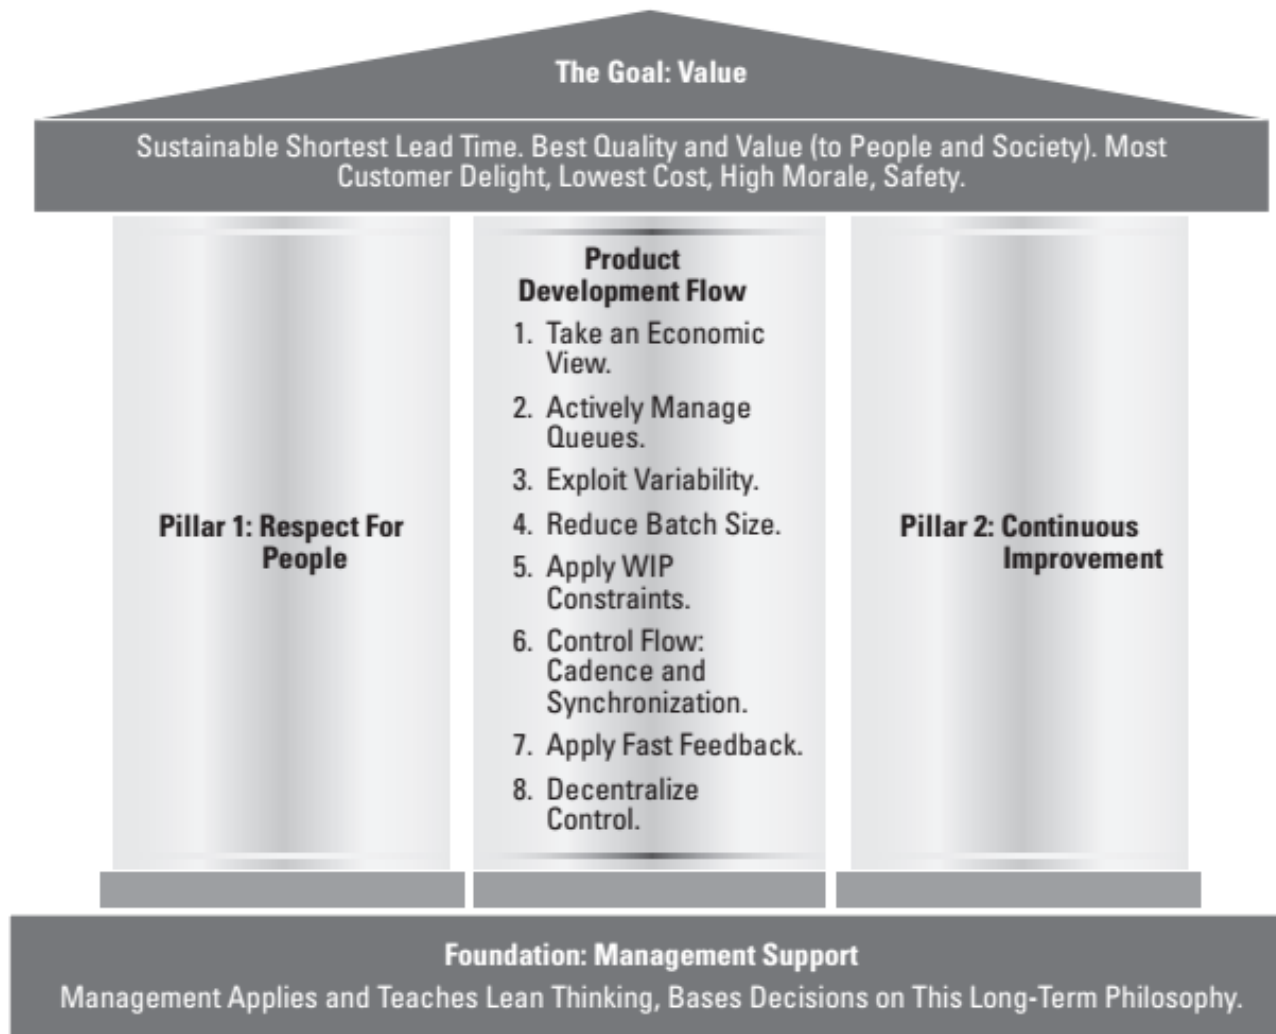 The Goal: Value
Sustainable Shortest Lead Time. Best Quality and Value (to People and Society). Most
Customer Delight, Lowest Cost, High Morale, Safety.
Pillar 1: Respect For
People
Product
Development Flow
1. Take an Economic
View.
2. Actively Manage
Queues.
3. Exploit Variability.
4. Reduce Batch Size.
5. Apply WIP
Constraints.
6. Control Flow:
Cadence and
Synchronization.
7. Apply Fast Feedback.
8. Decentralize
Control.
Pillar 2: Continuous
Improvement
Foundation: Management Support
Management Applies and Teaches Lean Thinking, Bases Decisions on This Long-Term Philosophy.